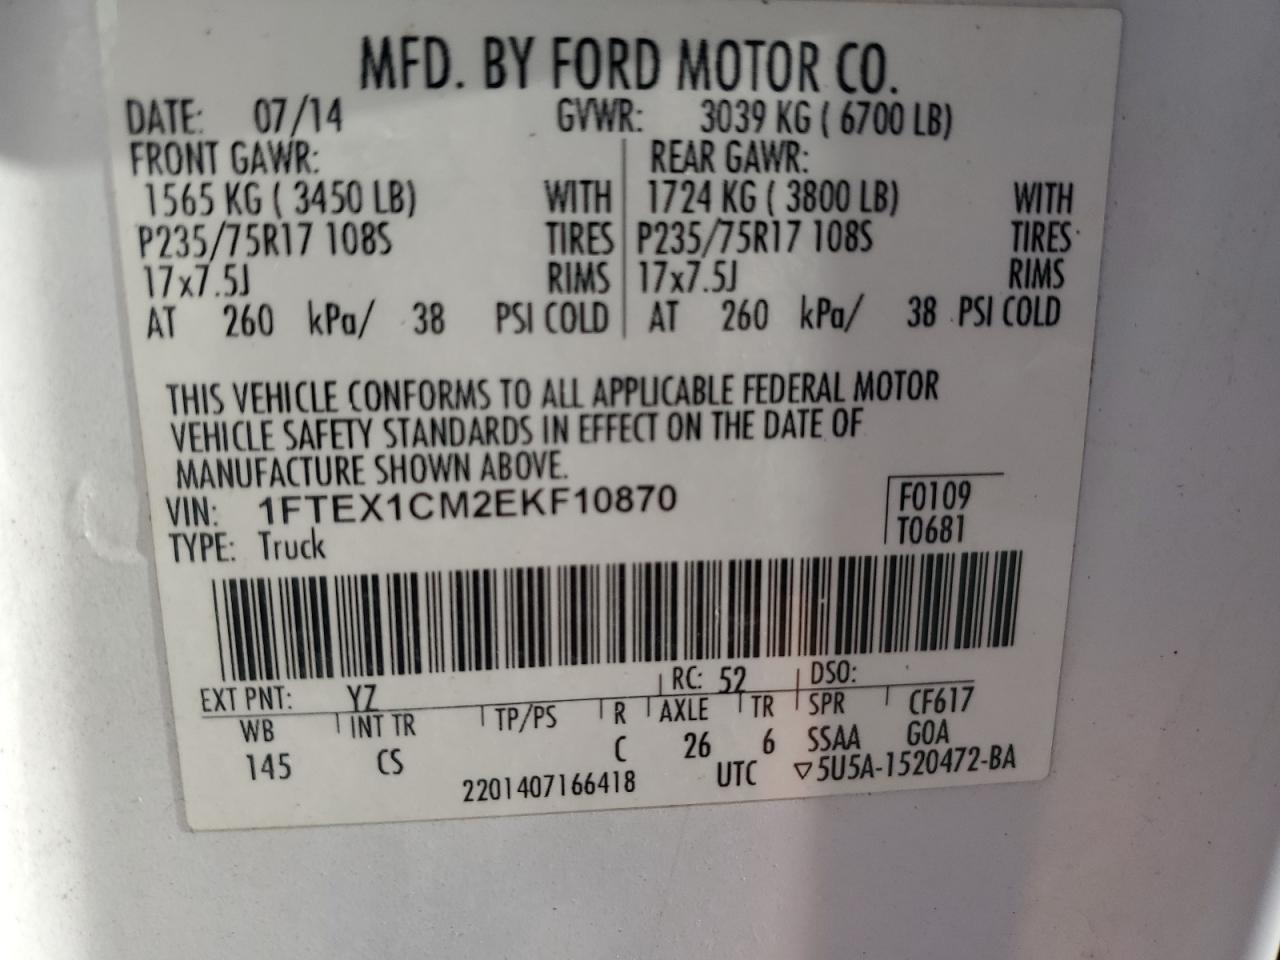 MFD. BY FORD MOTOR CO.
DATE: 07/14 GVWR: 3039 KG ( 6700 LB)
FRONT GAWR: REAR GAWR:
1565 KG ( 3450 LB) WITH 1724 KG ( 3800 LB) WITH
P235/75R17 108S TIRES P235/75R17 108S TIRES
17x7.5J RIMS 17x7.5J RIMS
AT 260 kPa/ 38 PSI COLD AT 260 kPa/ 38 PSI COLD
THIS VEHICLE CONFORMS TO ALL APPLICABLE FEDERAL MOTOR
VEHICLE SAFETY STANDARDS IN EFFECT ON THE DATE OF
MANUFACTURE SHOWN ABOVE.
VIN: 1FTEX1CM2EKF10870 F0109
TYPE: Truck T0681
EXT PNT: YZ RC: 52 DSO:
WB INT TR TP/PS R AXLE TR SPR CF617
145 CS C 26 6 SSAA GOA
2201407166418 UTC ▽5U5A-1520472-BA